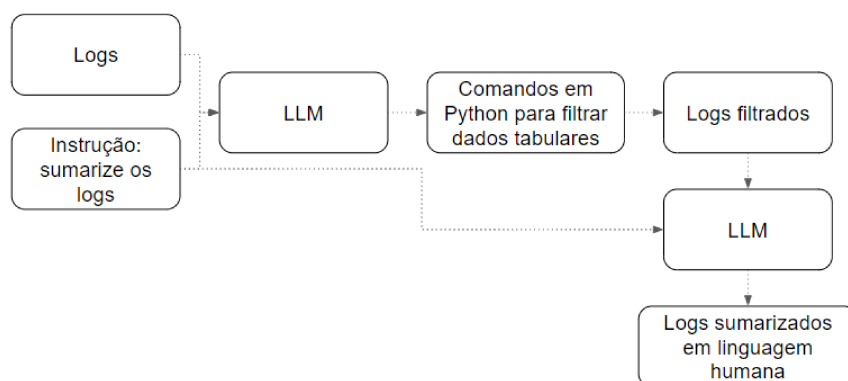 Logs
Instrução:
sumarize os
logs
LLM
Comandos em
Python para filtrar
dados tabulares
Logs filtrados
LLM
Logs sumarizados
em linguagem
humana